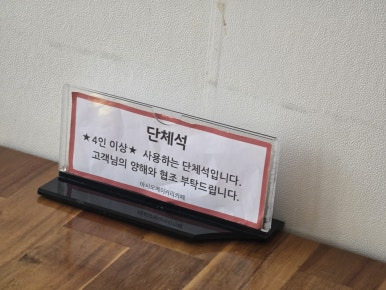 단체석
★4인 이상★ 사용하는 단체석입니다.
고객님의 양해와 협조 부탁드립니다.